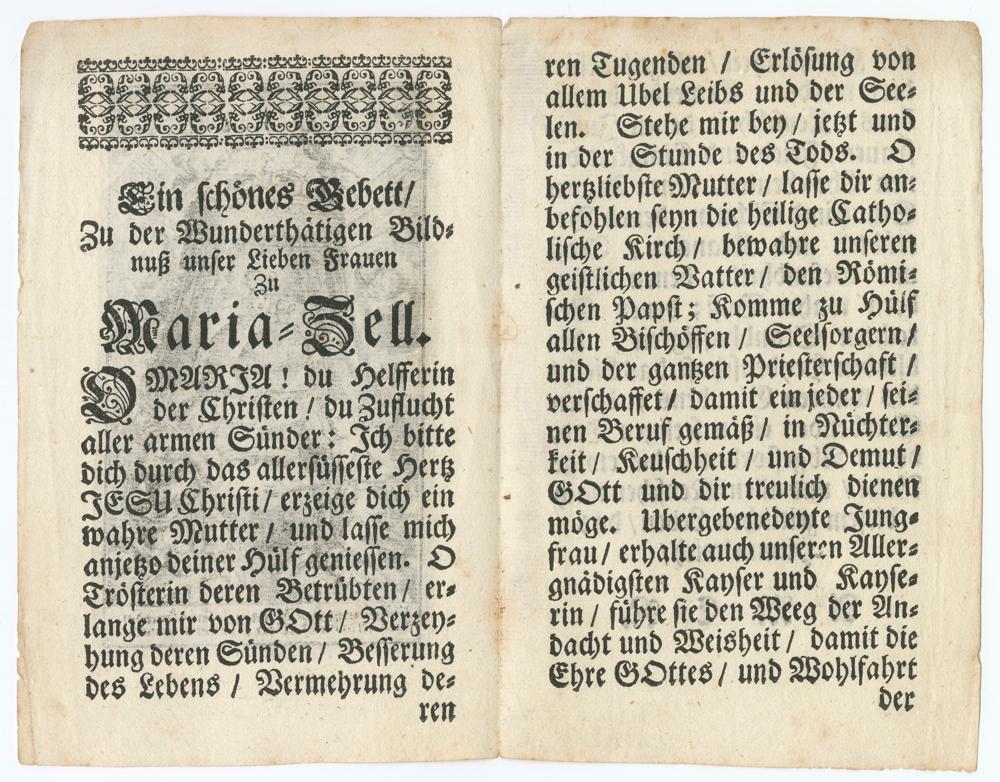 Ein schönes Gebett/
Zu der Wunderthätigen Bild-
nuß unser Lieben Frauen
Zu
Maria-Zell.
O MARJA! du Helfferin
der Christen / du Zuflucht
aller armen Sünder: Ich bitte
dich durch das allersüsseste Hertz
JESU Christi / erzeige dich ein
wahre Mutter / und lasse mich
anjetzo deiner Hülf geniessen. O
Trösterin deren Betrübten / er-
lange mir von GOtt / Verzey-
hung deren Sünden / Besserung
des Lebens / Vermehrung de-
ren
ren Tugenden / Erlösung von
allem Ubel Leibs und der See-
len. Stehe mir bey / jetzt und
in der Stunde des Tods. O
hertzliebste Mutter / lasse dir an-
befohlen seyn die heilige Catho-
lische Kirch / bewahre unseren
geistlichen Vatter / den Römi-
schen Papst; Komme zu Hülf
allen Bischöffen / Seelsorgern /
und der gantzen Priesterschaft /
verschaffet / damit ein jeder / sei-
nen Beruf gemäß / in Nüchter-
keit / Keuschheit / und Demut /
GOtt und dir treulich dienen
möge. Ubergebenedeyte Jung-
frau / erhalte auch unseren Aller-
gnädigsten Kayser und Kayse-
rin / führe sie den Weeg der An-
dacht und Weisheit / damit die
Ehre GOttes / und Wohlfahrt
der